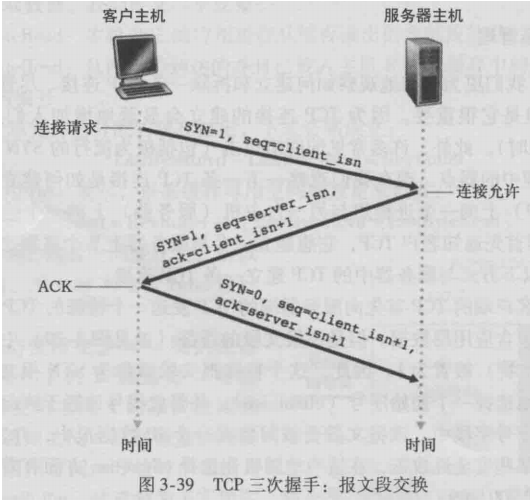 客户主机
服务器主机
连接请求
SYN=1, seq=client_isn
连接允许
SYN=1, seq=server_isn,
ack=client_isn+1
ACK
SYN=0, seq=client_isn+1,
ack=server_isn+1
时间
时间
图 3-39 TCP 三次握手：报文段交换